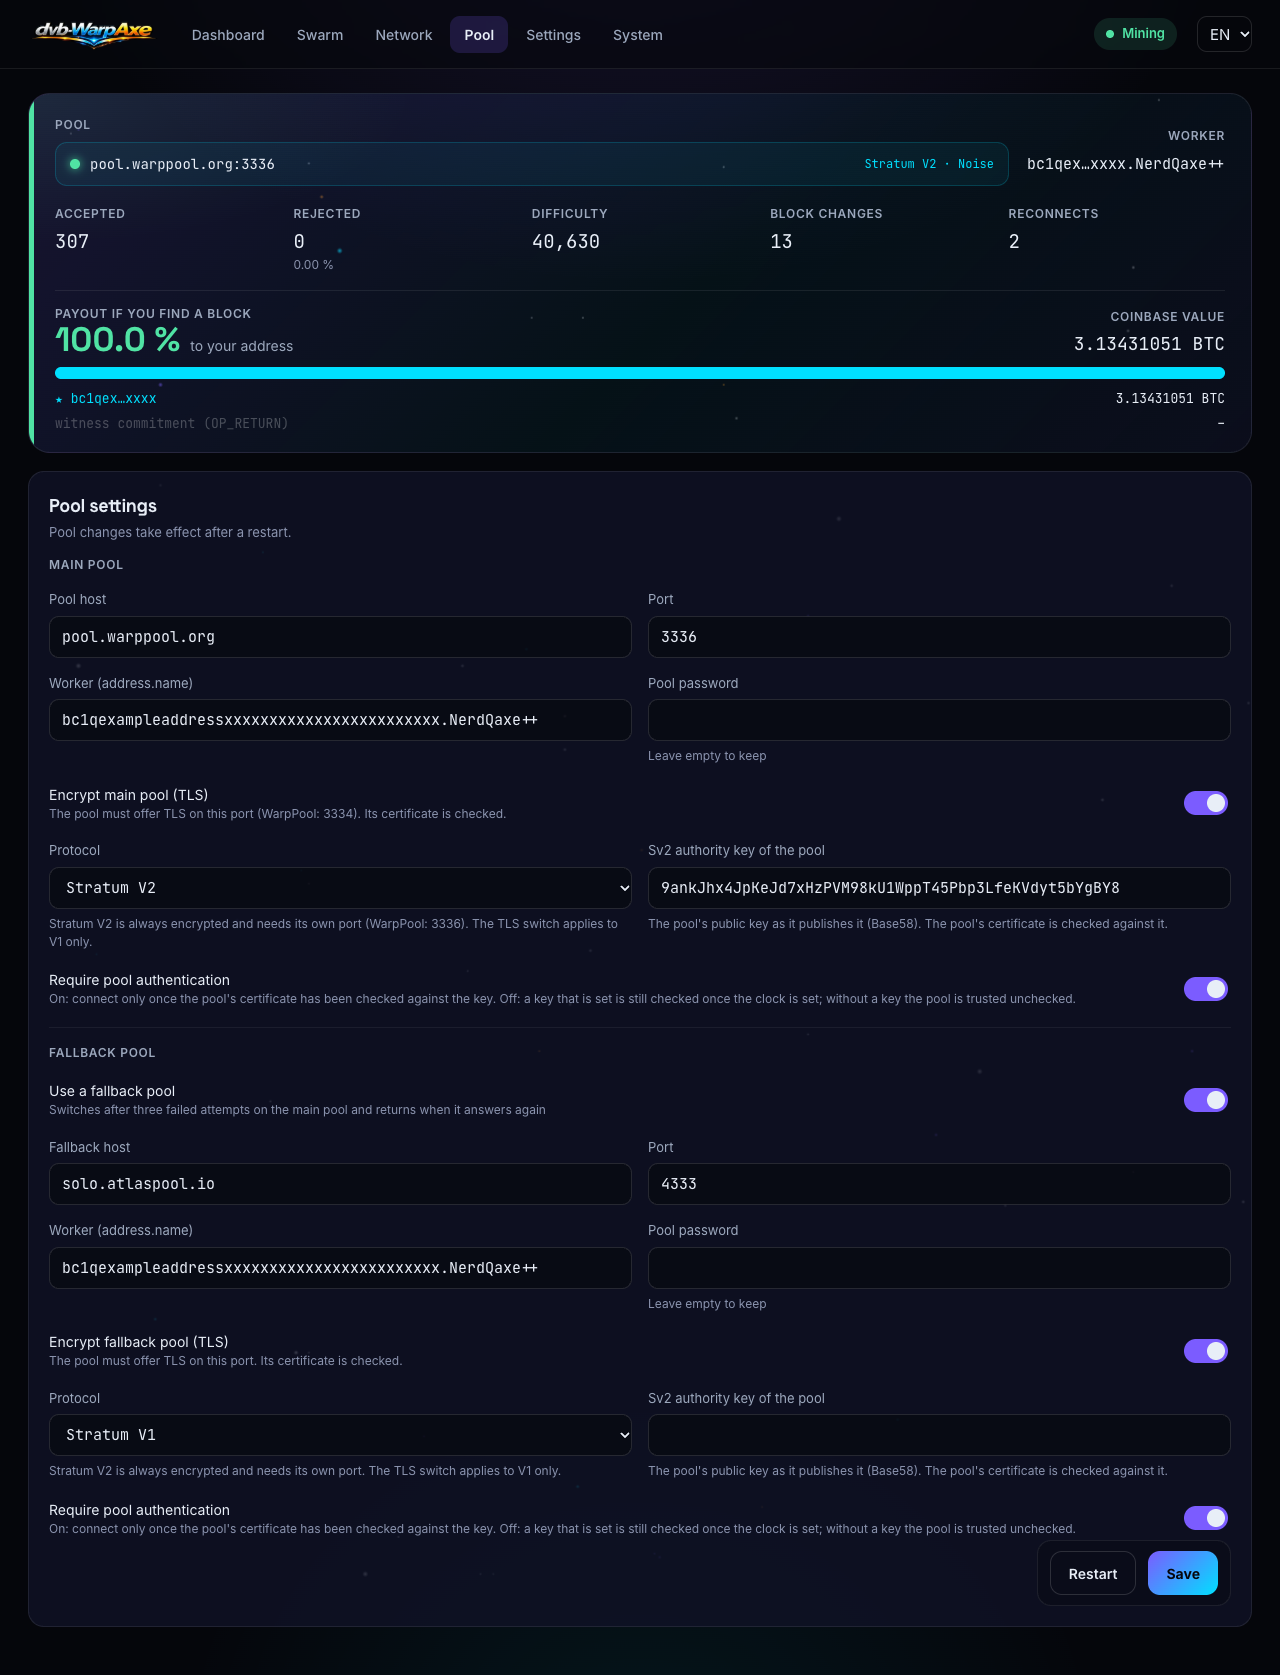 dvb-WarpAxe
Dashboard
Swarm
Network
Pool
Settings
System
Mining
EN
POOL
WORKER
pool.warppool.org:3336
Stratum V2 · Noise
bc1qex…xxxx.NerdQaxe++
ACCEPTED
REJECTED
DIFFICULTY
BLOCK CHANGES
RECONNECTS
307
0
40,630
13
2
0.00 %
PAYOUT IF YOU FIND A BLOCK
COINBASE VALUE
100.0 % to your address
3.13431051 BTC
★ bc1qex…xxxx
3.13431051 BTC
witness commitment (OP_RETURN)
–
Pool settings
Pool changes take effect after a restart.
MAIN POOL
Pool host
Port
pool.warppool.org
3336
Worker (address.name)
Pool password
bc1qexampleaddressxxxxxxxxxxxxxxxxxxxxxxxx.NerdQaxe++
Leave empty to keep
Encrypt main pool (TLS)
The pool must offer TLS on this port (WarpPool: 3334). Its certificate is checked.
Protocol
Sv2 authority key of the pool
Stratum V2
9ankJhx4JpKeJd7xHzPVM98kU1WppT45Pbp3LfeKVdyt5bYgBY8
Stratum V2 is always encrypted and needs its own port (WarpPool: 3336). The TLS switch applies to
V1 only.
The pool's public key as it publishes it (Base58). The pool's certificate is checked against it.
Require pool authentication
On: connect only once the pool's certificate has been checked against the key. Off: a key that is set is still checked once the clock is set; without a key the pool is trusted unchecked.
FALLBACK POOL
Use a fallback pool
Switches after three failed attempts on the main pool and returns when it answers again
Fallback host
Port
solo.atlaspool.io
4333
Worker (address.name)
Pool password
bc1qexampleaddressxxxxxxxxxxxxxxxxxxxxxxxx.NerdQaxe++
Leave empty to keep
Encrypt fallback pool (TLS)
The pool must offer TLS on this port. Its certificate is checked.
Protocol
Sv2 authority key of the pool
Stratum V1
Stratum V2 is always encrypted and needs its own port. The TLS switch applies to V1 only.
The pool's public key as it publishes it (Base58). The pool's certificate is checked against it.
Require pool authentication
On: connect only once the pool's certificate has been checked against the key. Off: a key that is set is still checked once the clock is set; without a key the pool is trusted unchecked.
Restart
Save